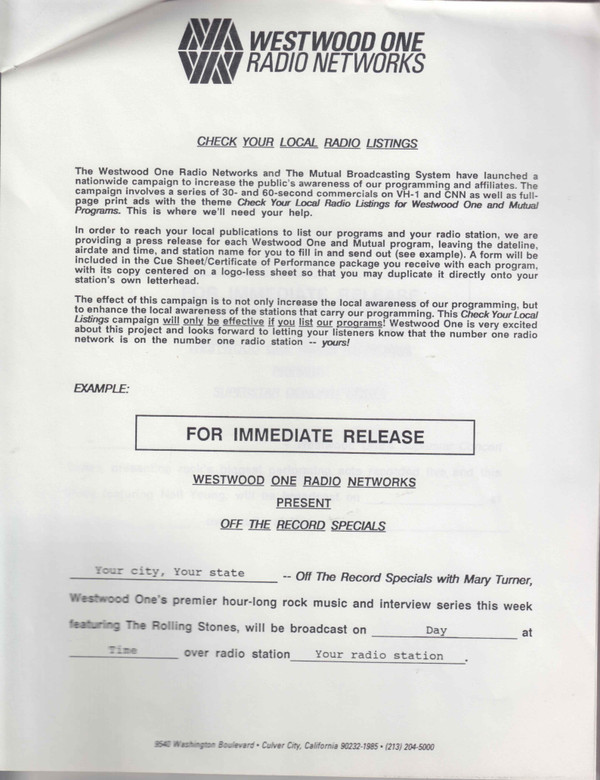 WESTWOOD ONE
RADIO NETWORKS
CHECK YOUR LOCAL RADIO LISTINGS
The Westwood One Radio Networks and The Mutual Broadcasting System have launched a
nationwide campaign to increase the public's awareness of our programming and affiliates. The
campaign involves a series of 30- and 60-second commercials on VH-1 and CNN as well as full-
page print ads with the theme Check Your Local Radio Listings for Westwood One and Mutual
Programs. This is where we'll need your help.
In order to reach your local publications to list our programs and your radio station, we are
providing a press release for each Westwood One and Mutual program, leaving the dateline,
airdate and time, and station name for you to fill in and send out (see example). A form will be
included in the Cue Sheet/Certificate of Performance package you receive with each program,
with its copy centered on a logo-less sheet so that you may duplicate it directly onto your
station's own letterhead.
The effect of this campaign is to not only increase the local awareness of our programming, but
to enhance the local awareness of the stations that carry our programming. This Check Your Local
Listings campaign will only be effective if you list our programs! Westwood One is very excited
about this project and looks forward to letting your listeners know that the number one radio
network is on the number one radio station -- yours!
EXAMPLE:
FOR IMMEDIATE RELEASE
WESTWOOD ONE RADIO NETWORKS
PRESENT
OFF THE RECORD SPECIALS
Your city, Your state -- Off The Record Specials with Mary Turner,
Westwood One's premier hour-long rock music and interview series this week
featuring The Rolling Stones, will be broadcast on Day at
Time over radio station Your radio station .
9540 Washington Boulevard • Culver City, California 90232-1985 • (213) 204-5000